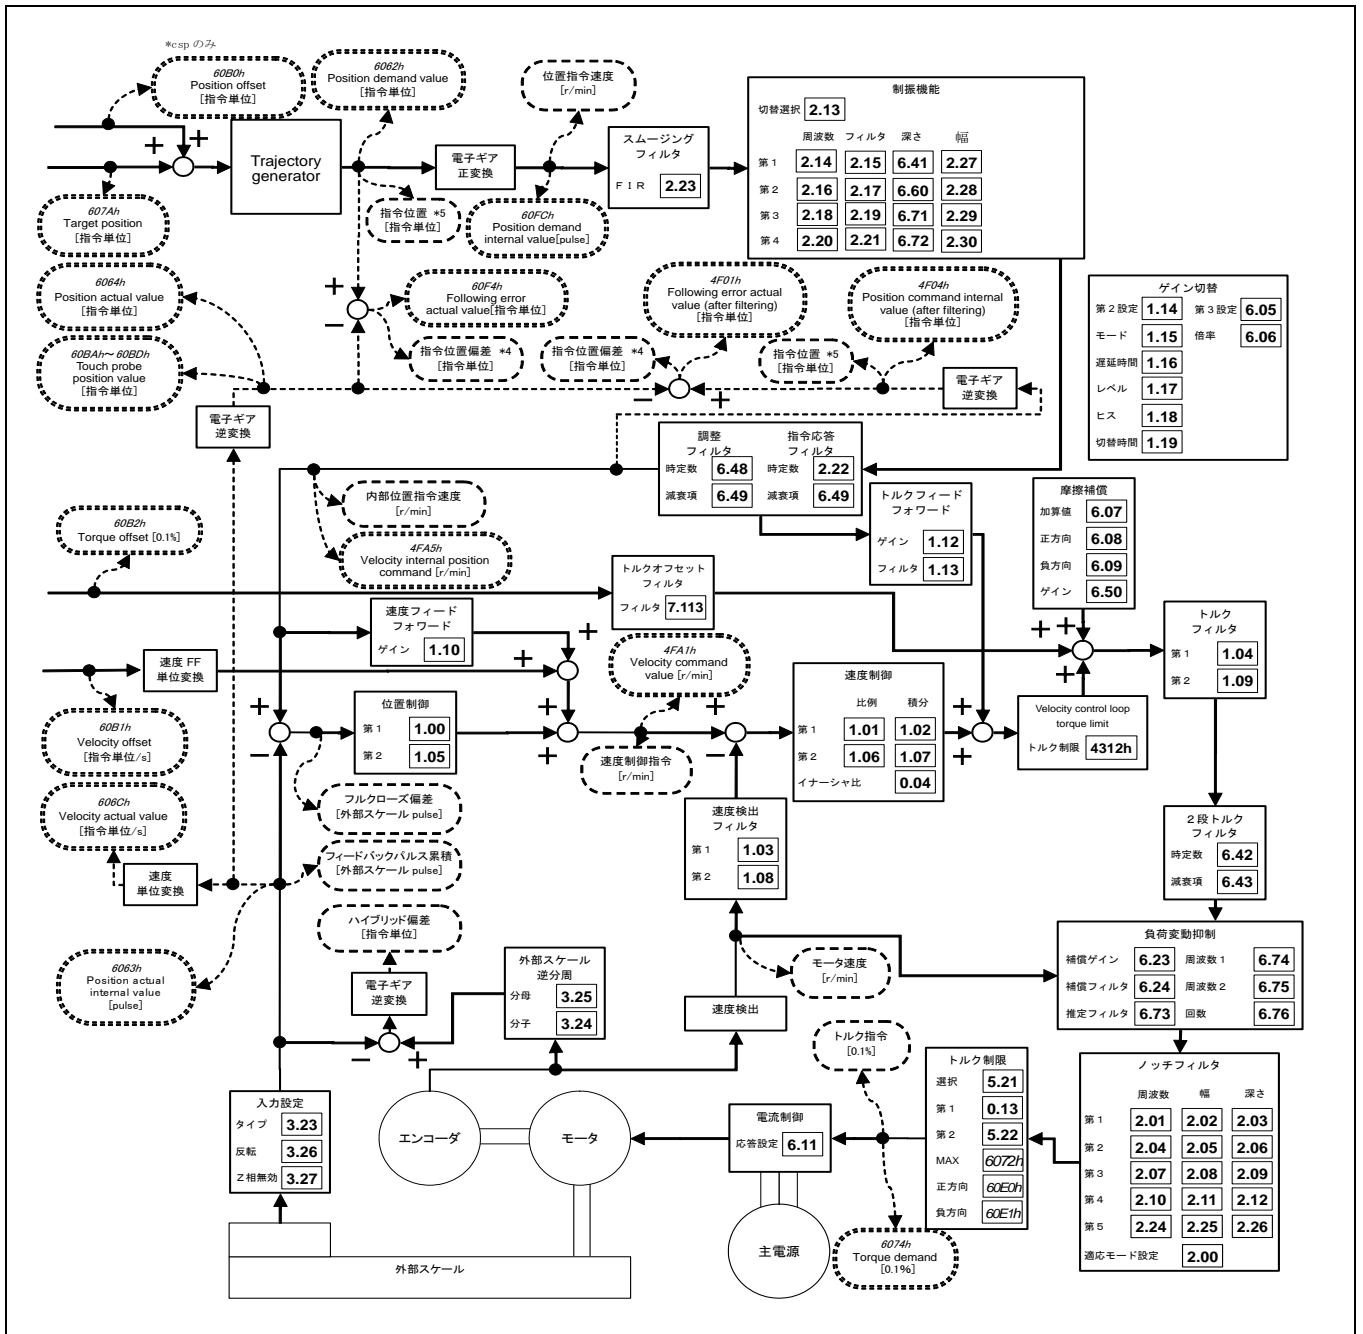 *csp のみ
60B0h
Position offset
[指令単位]
6062h
Position demand value
[指令単位]
位置指令速度
[r/min]
制振機能
切替選択 2.13
周波数 フィルタ 深さ 幅
第1 2.14 2.15 6.41 2.27
第2 2.16 2.17 6.60 2.28
第3 2.18 2.19 6.71 2.29
第4 2.20 2.21 6.72 2.30
+ +
Trajectory
generator
電子ギア
正変換
スムージング
フィルタ
FIR 2.23
607Ah
Target position
[指令単位]
指令位置 *5
[指令単位]
60FCh
Position demand
internal value[pulse]
6064h
Position actual value
[指令単位]
60F4h
Following error
actual value[指令単位]
4F01h
Following error actual
value (after filtering)
[指令単位]
4F04h
Position command internal
value (after filtering)
[指令単位]
ゲイン切替
第2設定 1.14 第3設定 6.05
モード 1.15 倍率 6.06
遅延時間 1.16
レベル 1.17
ヒス 1.18
切替時間 1.19
+
−
60BAh～60BDh
Touch probe
position value
[指令単位]
指令位置偏差 *4
[指令単位]
指令位置偏差 *4
[指令単位]
指令位置 *5
[指令単位]
電子ギア
逆変換
− +
電子ギア
逆変換
調整
フィルタ
指令応答
フィルタ
時定数 6.48 時定数 2.22
減衰項 6.49 減衰項 6.49
内部位置指令速度
[r/min]
トルクフィード
フォワード
ゲイン 1.12
フィルタ 1.13
摩擦補償
加算値 6.07
正方向 6.08
負方向 6.09
ゲイン 6.50
60B2h
Torque offset [0.1%]
4FA5h
Velocity internal position
command [r/min]
トルクオフセット
フィルタ
フィルタ 7.113
速度フィード
フォワード
ゲイン 1.10
+
+ +
+
トルク
フィルタ
第1 1.04
第2 1.09
速度 FF
単位変換
+
4FA1h
Velocity command
value [r/min]
速度制御
比例 積分
第1 1.01 1.02
第2 1.06 1.07
イナーシャ比 0.04
Velocity control loop
torque limit
トルク制限 4312h
60B1h
Velocity offset
[指令単位/s]
+
−
位置制御
第1 1.00
第2 1.05
+
+
+
−
+
+
速度制御指令
[r/min]
606Ch
Velocity actual value
[指令単位/s]
フルクローズ偏差
[外部スケール pulse]
速度検出
フィルタ
第1 1.03
第2 1.08
2段トルク
フィルタ
時定数 6.42
減衰項 6.43
速度
単位変換
フィードバックパルス累積
[外部スケール pulse]
ハイブリッド偏差
[指令単位]
負荷変動抑制
補償ゲイン 6.23 周波数1 6.74
補償フィルタ 6.24 周波数2 6.75
推定フィルタ 6.73 回数 6.76
6063h
Position actual
internal value
[pulse]
電子ギア
逆変換
外部スケール
逆分周
分母 3.25
分子 3.24
モータ速度
[r/min]
速度検出
− +
トルク指令
[0.1%]
トルク制限
選択 5.21
第1 0.13
第2 5.22
MAX 6072h
正方向 60E0h
負方向 60E1h
ノッチフィルタ
周波数 幅 深さ
第1 2.01 2.02 2.03
第2 2.04 2.05 2.06
第3 2.07 2.08 2.09
第4 2.10 2.11 2.12
第5 2.24 2.25 2.26
適応モード設定 2.00
入力設定
タイプ 3.23
反転 3.26
Z相無効 3.27
エンコーダ
モータ
電流制御
応答設定 6.11
主電源
6074h
Torque demand
[0.1%]
外部スケール